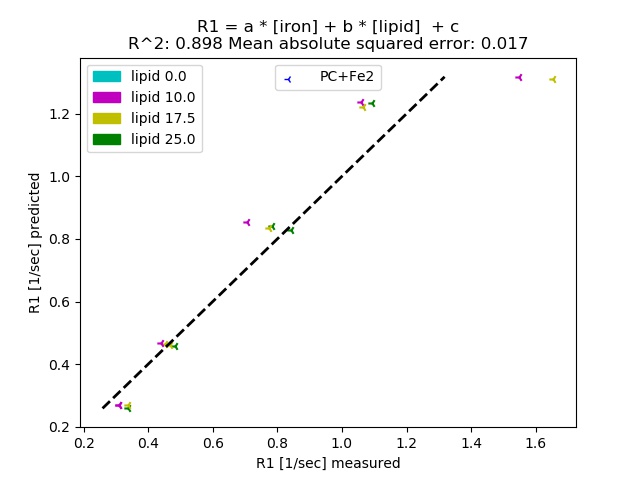 R1 = a * [iron] + b * [lipid]  + c
R^2: 0.898 Mean absolute squared error: 0.017
lipid 0.0
lipid 10.0
lipid 17.5
lipid 25.0
PC+Fe2
R1 [1/sec] predicted
1.2
1.0
0.8
0.6
0.4
0.2
0.2 0.4 0.6 0.8 1.0 1.2 1.4 1.6
R1 [1/sec] measured